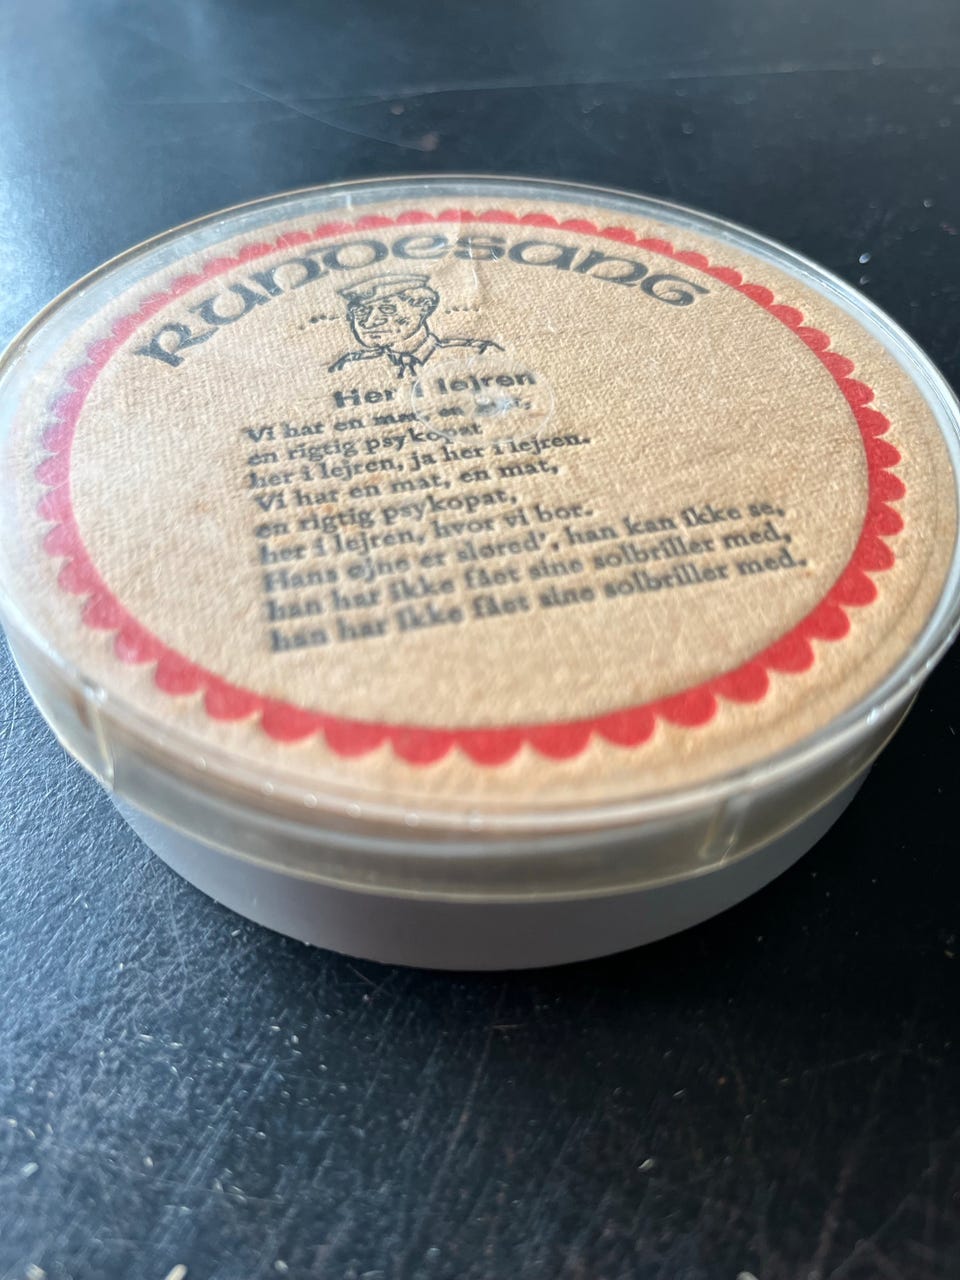 RUNDESANG
Her i lejren
Vi har en mat, en mat,
en rigtig psykopat
her i lejren, ja her i lejren.
Vi har en mat, en mat,
en rigtig psykopat,
her i lejren, hvor vi bor.
Hans øjne er sløred', han kan ikke se,
han har ikke fået sine solbriller med,
han har ikke fået sine solbriller med.